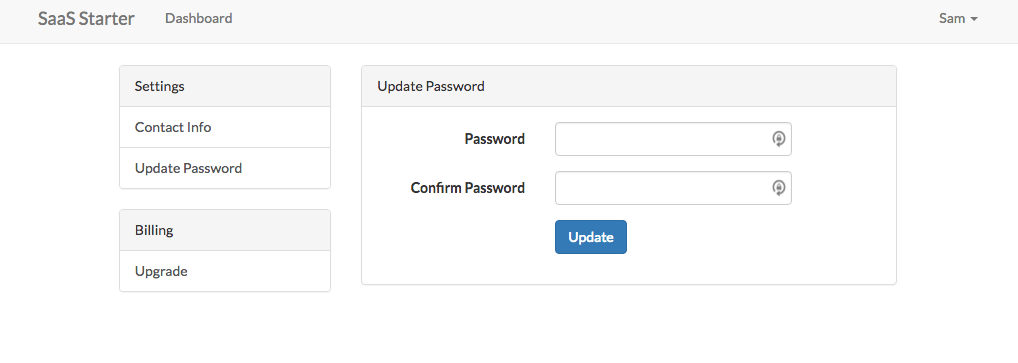 SaaS Starter Dashboard Sam
Settings
Contact Info
Update Password
Billing
Upgrade
Update Password
Password
Confirm Password
Update